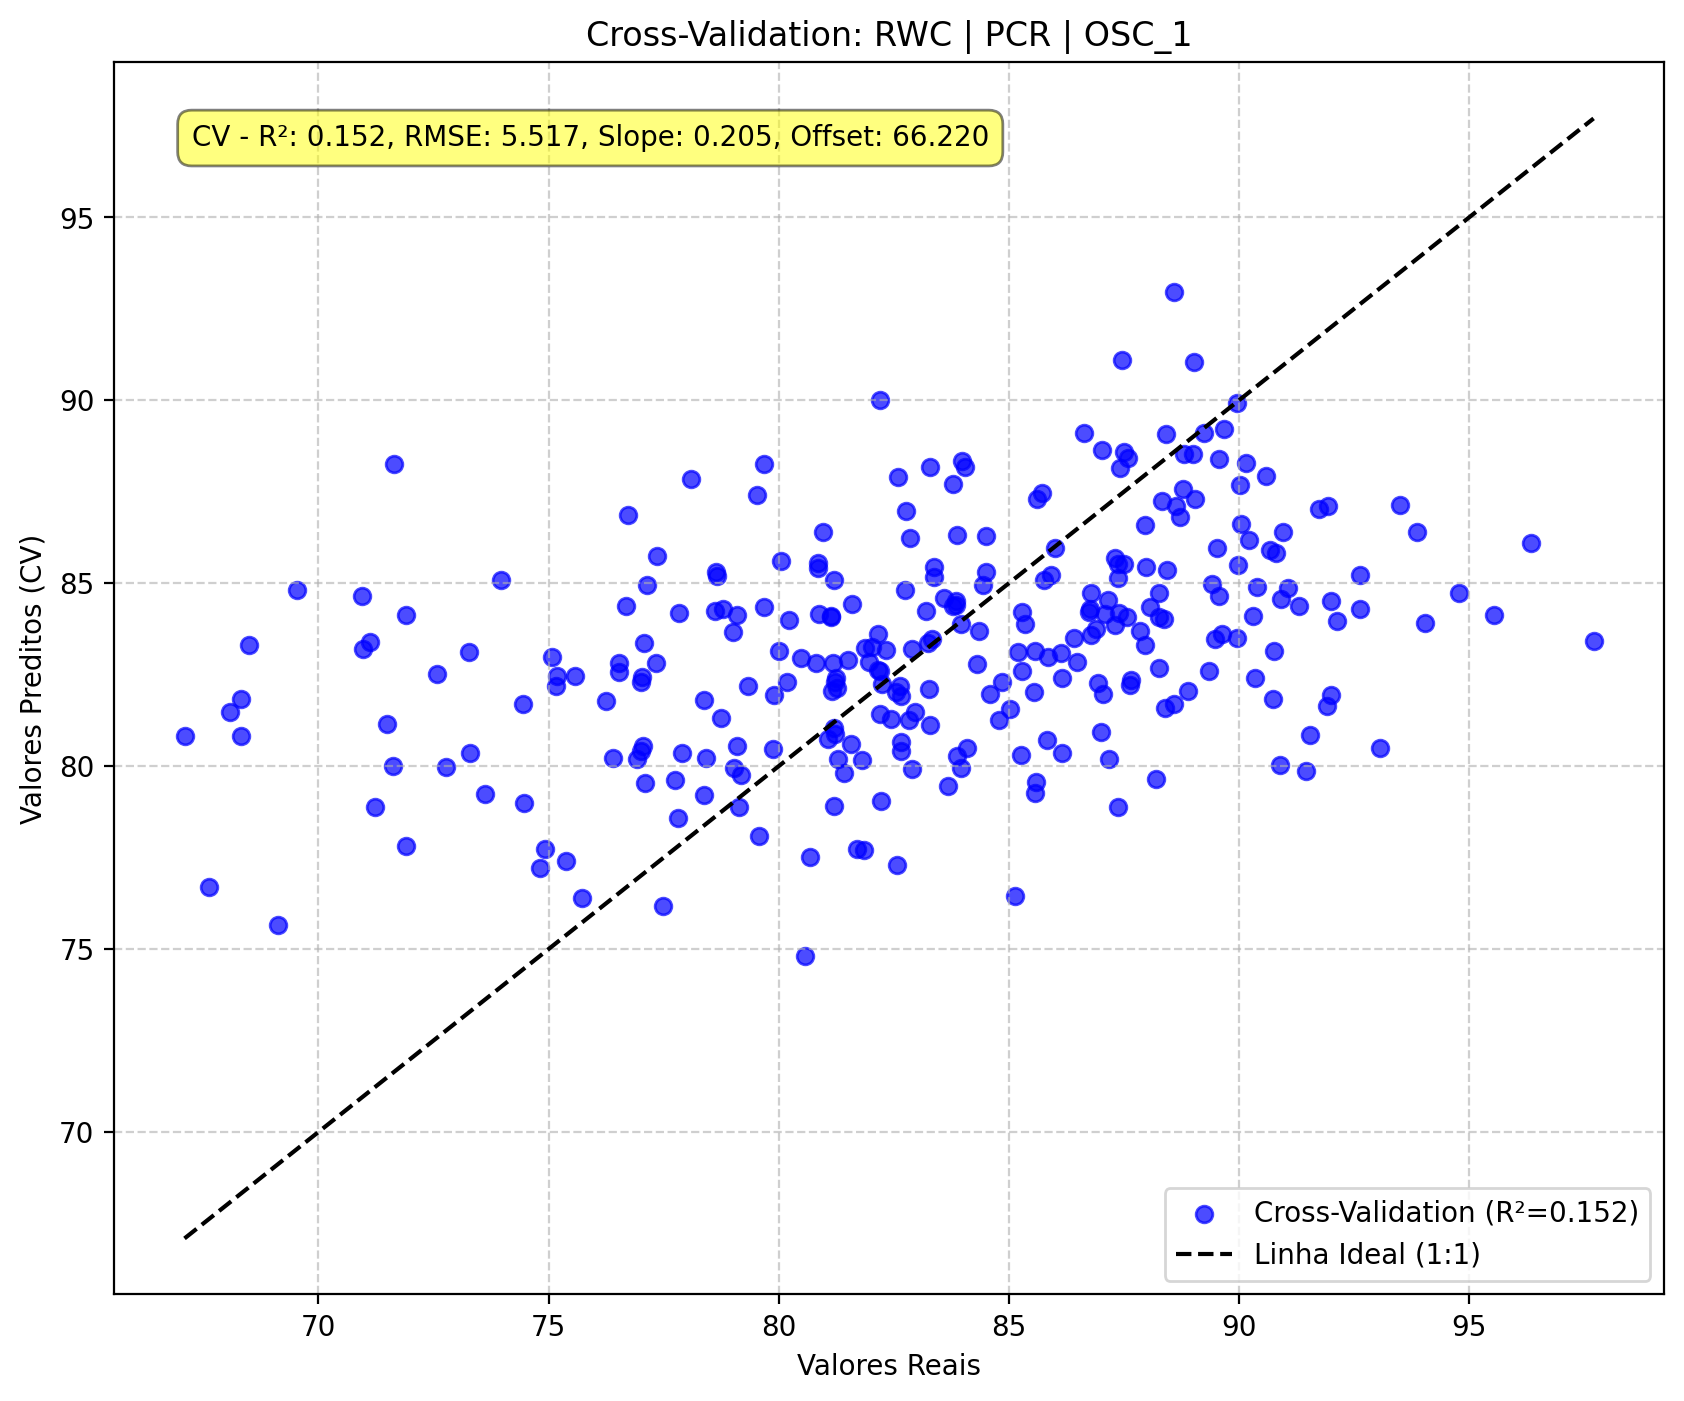 Cross-Validation: RWC | PCR | OSC_1
CV - R²: 0.152, RMSE: 5.517, Slope: 0.205, Offset: 66.220
Valores Preditos (CV)
95
90
85
80
75
70
Cross-Validation (R²=0.152)
Linha Ideal (1:1)
70 75 80 85 90 95
Valores Reais